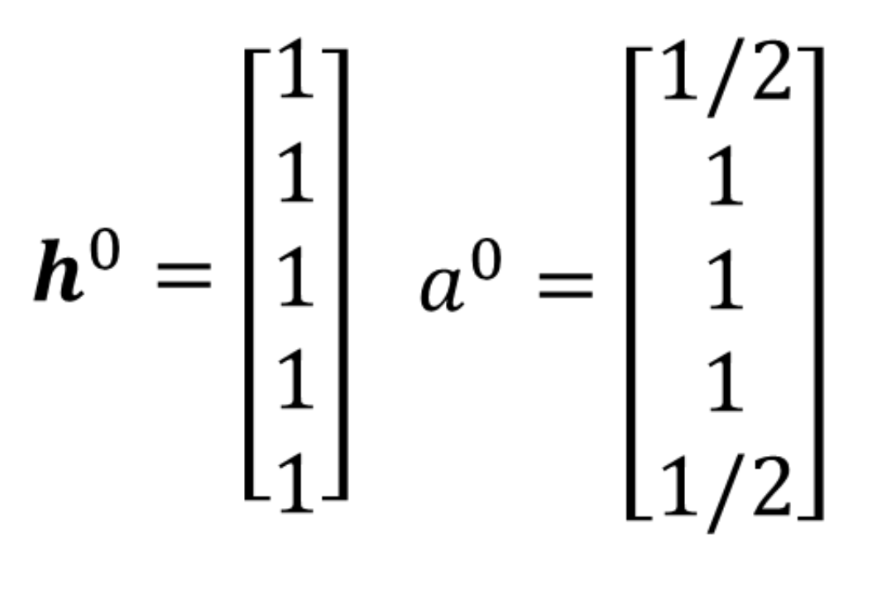 h⁰ = [1 1 1 1 1] a⁰ = [1/2 1 1 1 1/2]